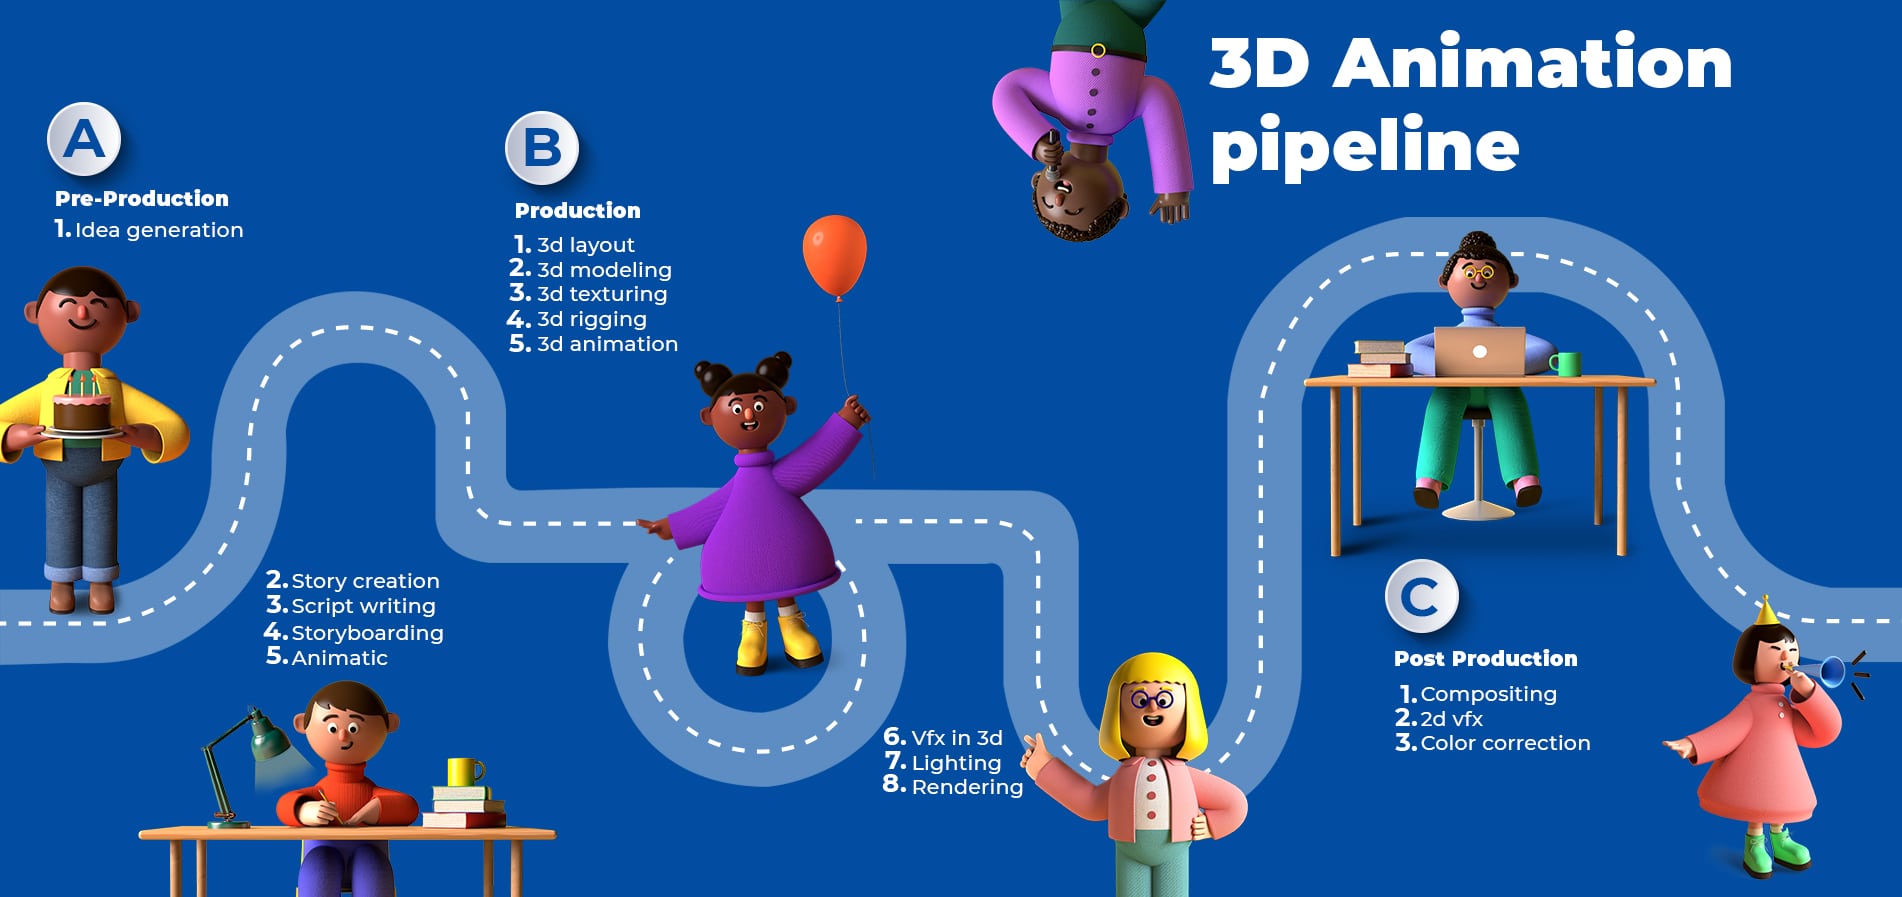 3D Animation
pipeline
A
Pre-Production
1. Idea generation
2. Story creation
3. Script writing
4. Storyboarding
5. Animatic
B
Production
1. 3d layout
2. 3d modeling
3. 3d texturing
4. 3d rigging
5. 3d animation
6. Vfx in 3d
7. Lighting
8. Rendering
C
Post Production
1. Compositing
2. 2d vfx
3. Color correction